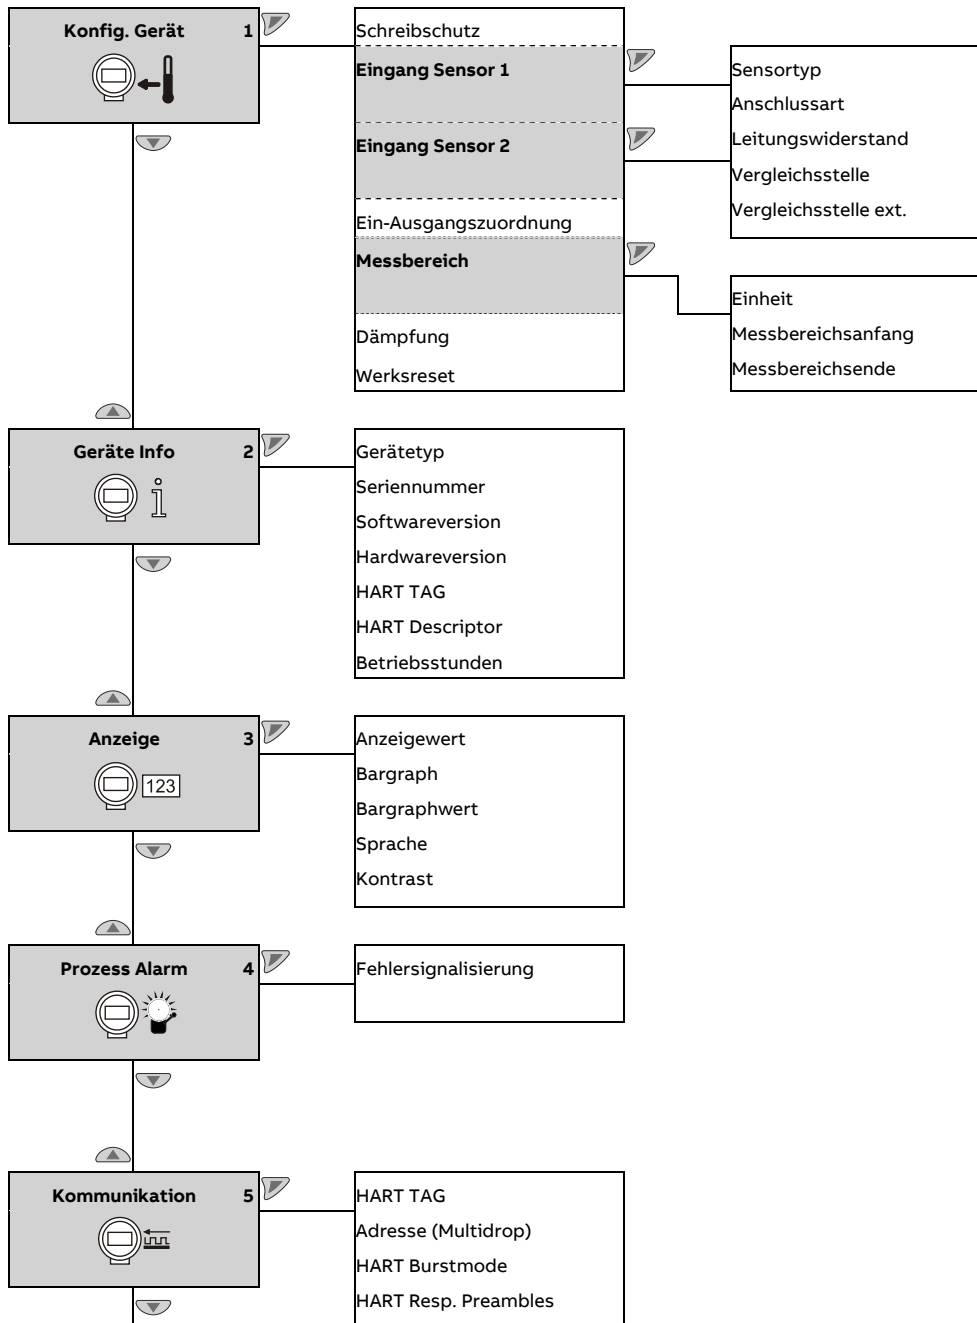 Konfig. Gerät 1
Schreibschutz
Eingang Sensor 1
Eingang Sensor 2
Ein-Ausgangszuordnung
Messbereich
Dämpfung
Werksreset
Sensortyp
Anschlussart
Leitungswiderstand
Vergleichsstelle
Vergleichsstelle ext.
Einheit
Messbereichsanfang
Messbereichsende
Geräte Info 2
Gerätetyp
Seriennummer
Softwareversion
Hardwareversion
HART TAG
HART Descriptor
Betriebsstunden
Anzeige 3
123
Anzeigewert
Bargraph
Bargraphwert
Sprache
Kontrast
Prozess Alarm 4
Fehlersignalisierung
Kommunikation 5
HART TAG
Adresse (Multidrop)
HART Burstmode
HART Resp. Preambles